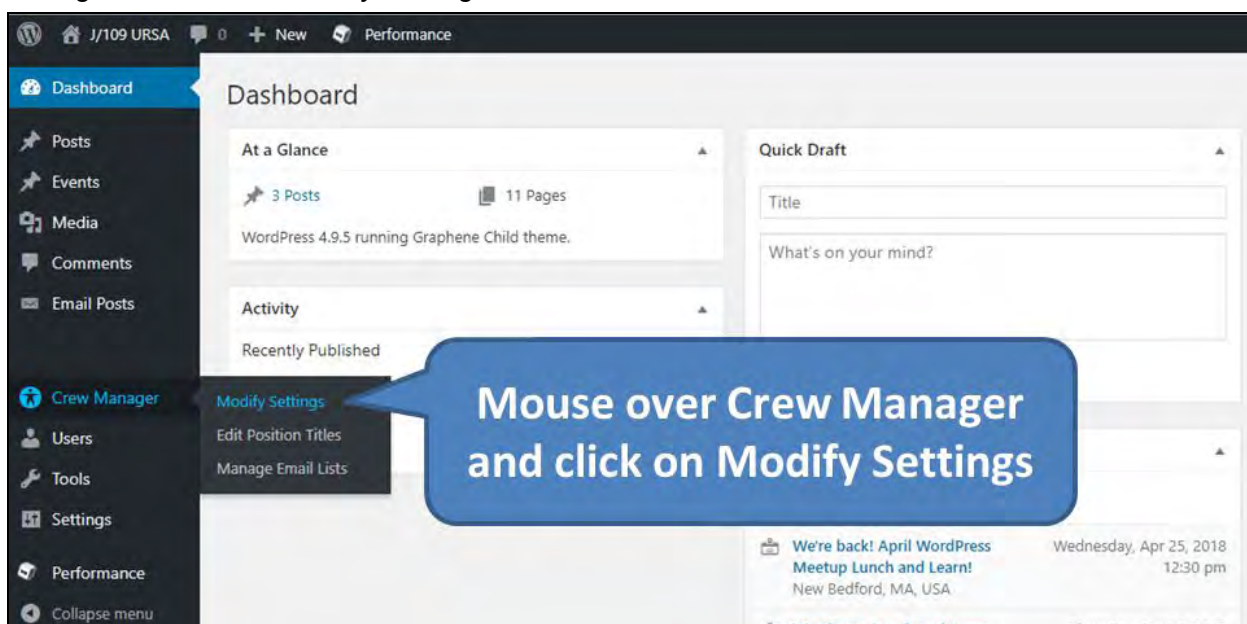 J/109 URSA 0 + New Performance
Dashboard
Posts
Events
Media
Comments
Email Posts
Crew Manager
Users
Tools
Settings
Performance
Collapse menu
Modify Settings
Edit Position Titles
Manage Email Lists
Dashboard
At a Glance
3 Posts 11 Pages
WordPress 4.9.5 running Graphene Child theme.
Activity
Recently Published
Quick Draft
Title
What's on your mind?
Mouse over Crew Manager
and click on Modify Settings
We're back! April WordPress Wednesday, Apr 25, 2018
Meetup Lunch and Learn! 12:30 pm
New Bedford, MA, USA